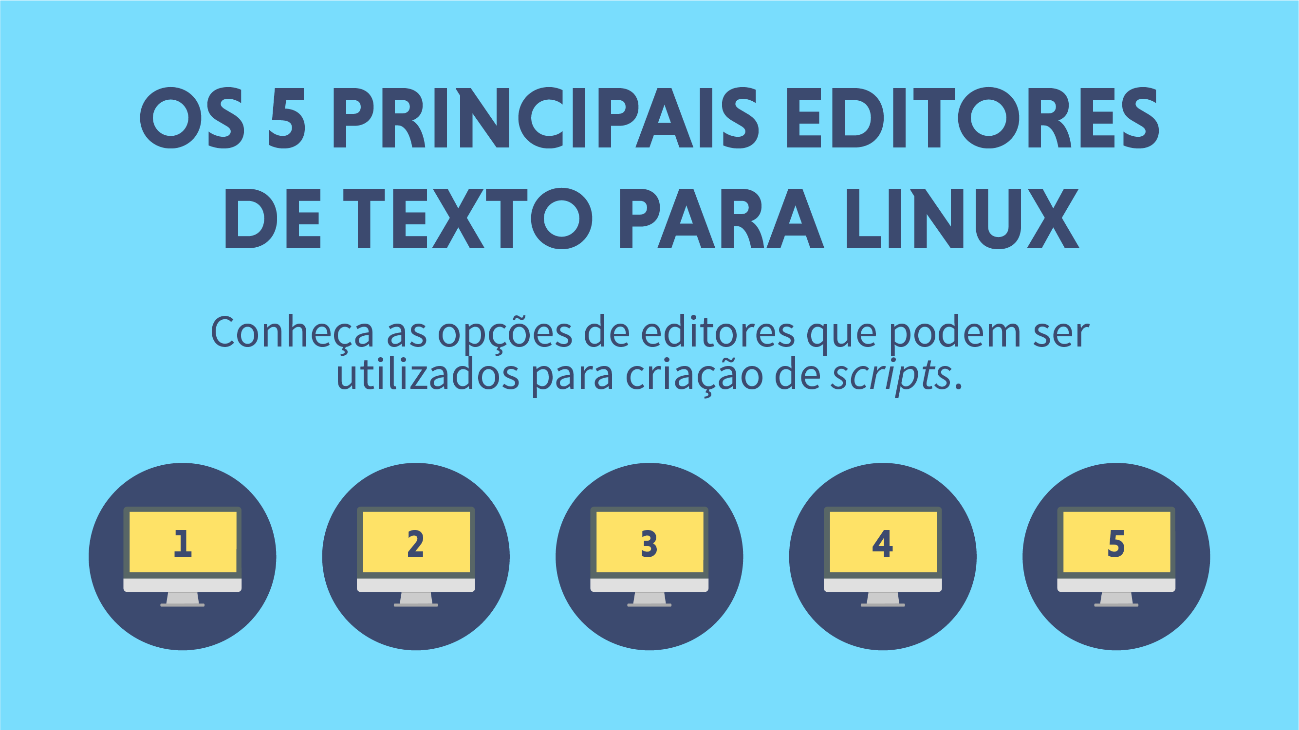 OS 5 PRINCIPAIS EDITORES
DE TEXTO PARA LINUX
Conheça as opções de editores que podem ser
utilizados para criação de scripts.
1 2 3 4 5